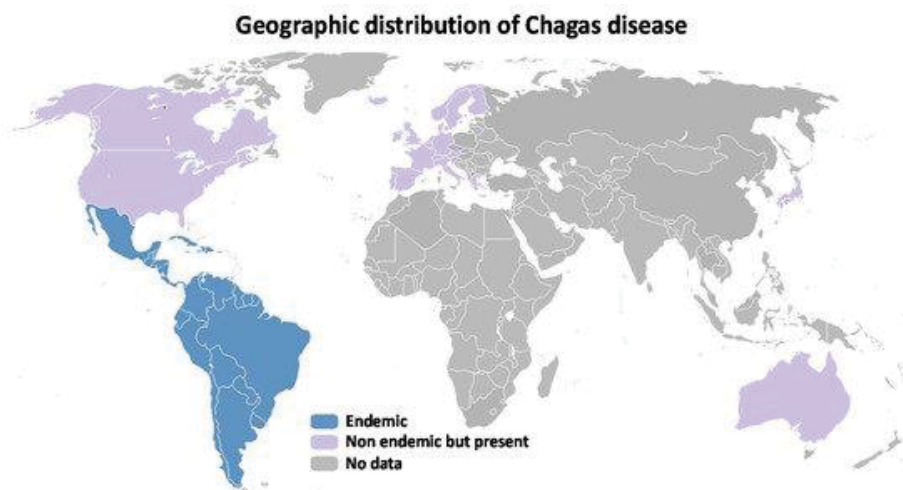 Geographic distribution of Chagas disease
Endemic
Non endemic but present
No data